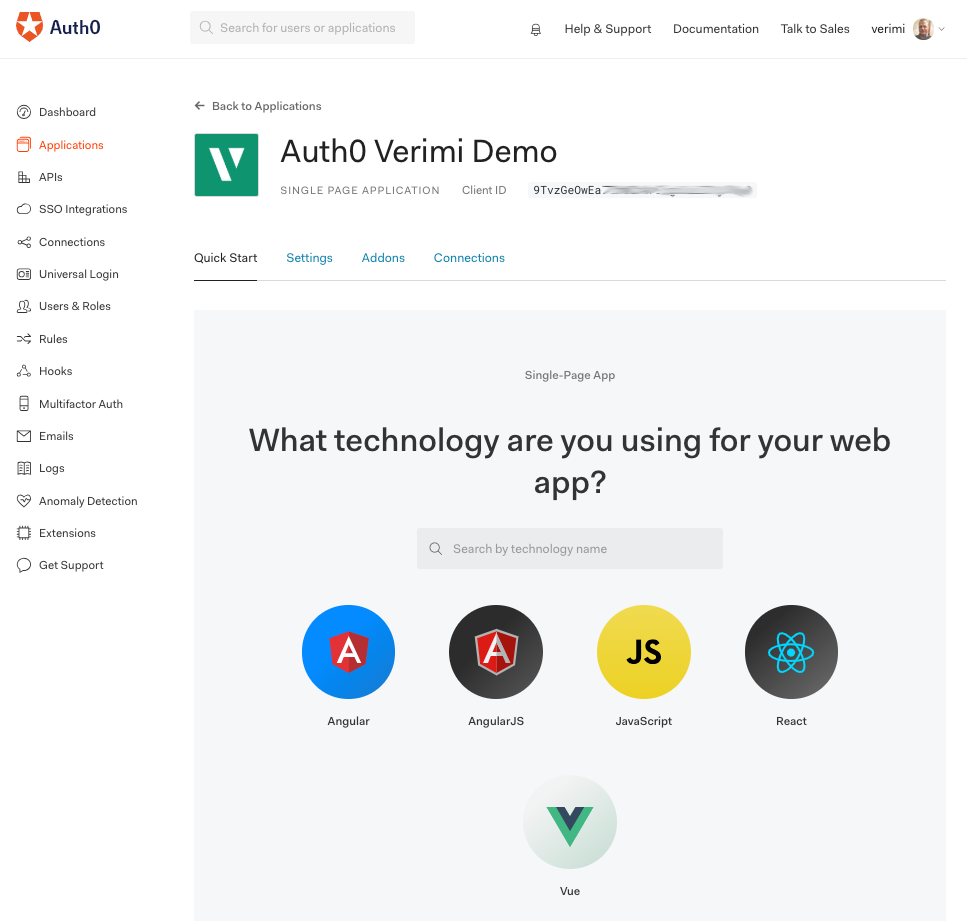 Auth0
Search for users or applications
Help & Support
Documentation
Talk to Sales
verimi
Dashboard
Applications
APIs
SSO Integrations
Connections
Universal Login
Users & Roles
Rules
Hooks
Multifactor Auth
Emails
Logs
Anomaly Detection
Extensions
Get Support
Back to Applications
Auth0 Verimi Demo
SINGLE PAGE APPLICATION
Client ID
9TvzGeOwEa
Quick Start
Settings
Addons
Connections
Single-Page App
What technology are you using for your web
app?
Search by technology name
JS
Angular
AngularJS
JavaScript
React
Vue